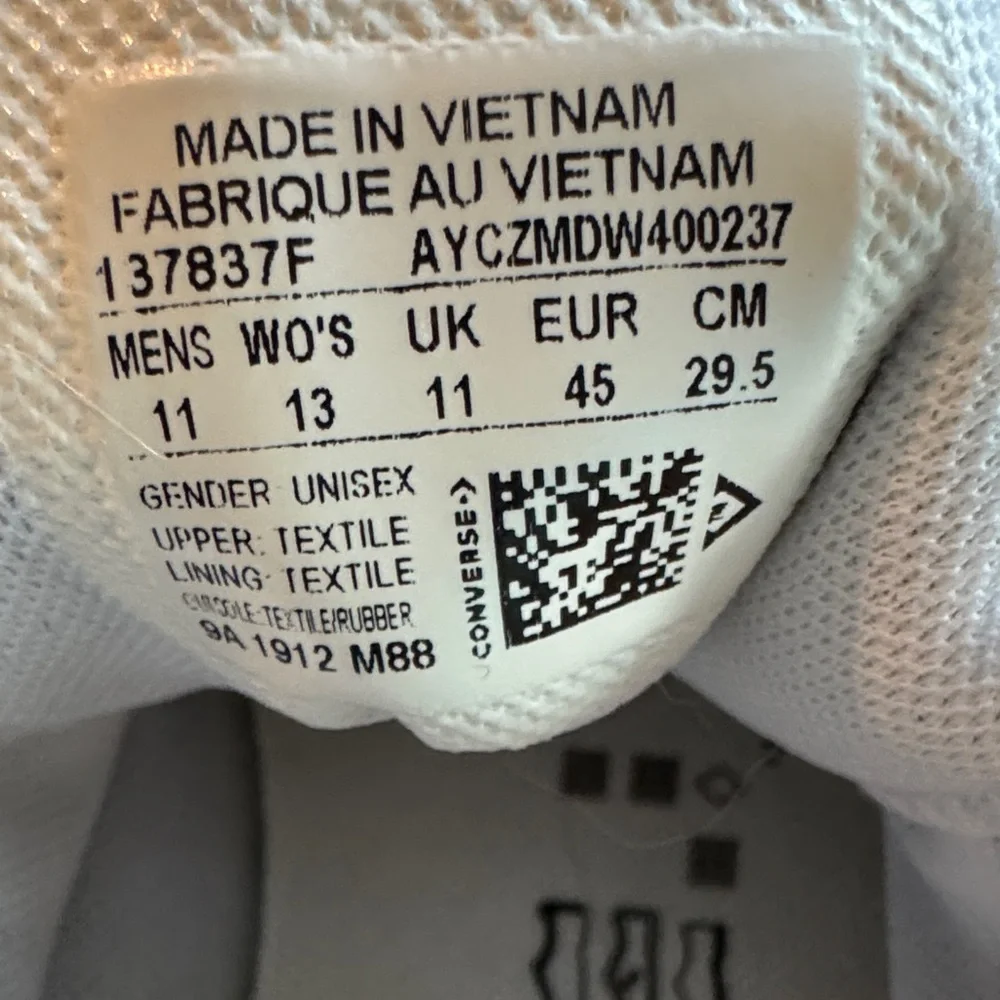 MADE IN VIETNAM
FABRIQUE AU VIETNAM
137837F AYCZMDW400237
MENS WO'S UK EUR CM
11 13 11 45 29.5
GENDER UNISEX
UPPER: TEXTILE
LINING: TEXTILE
TEXTILE/RUBBER
9A 1912 M88
CONVERSE
TM